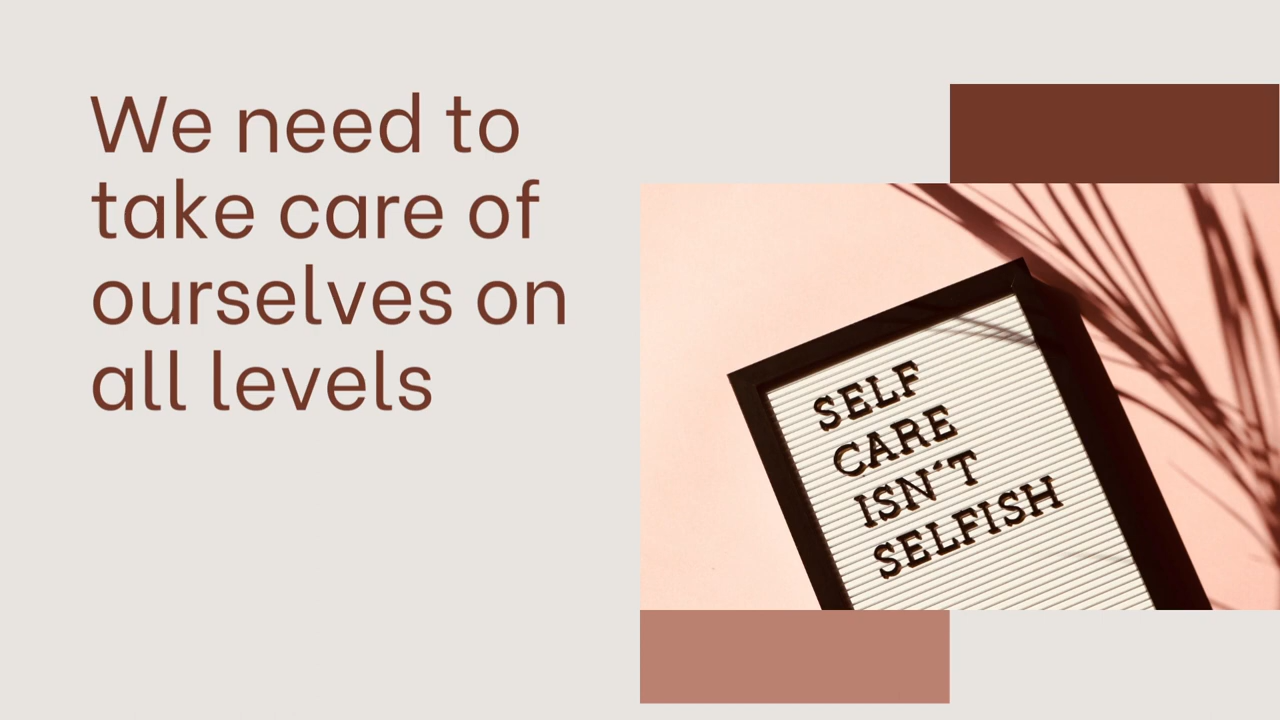 We need to
take care of
ourselves on
all levels
SELF
CARE
ISN´T
SELFISH